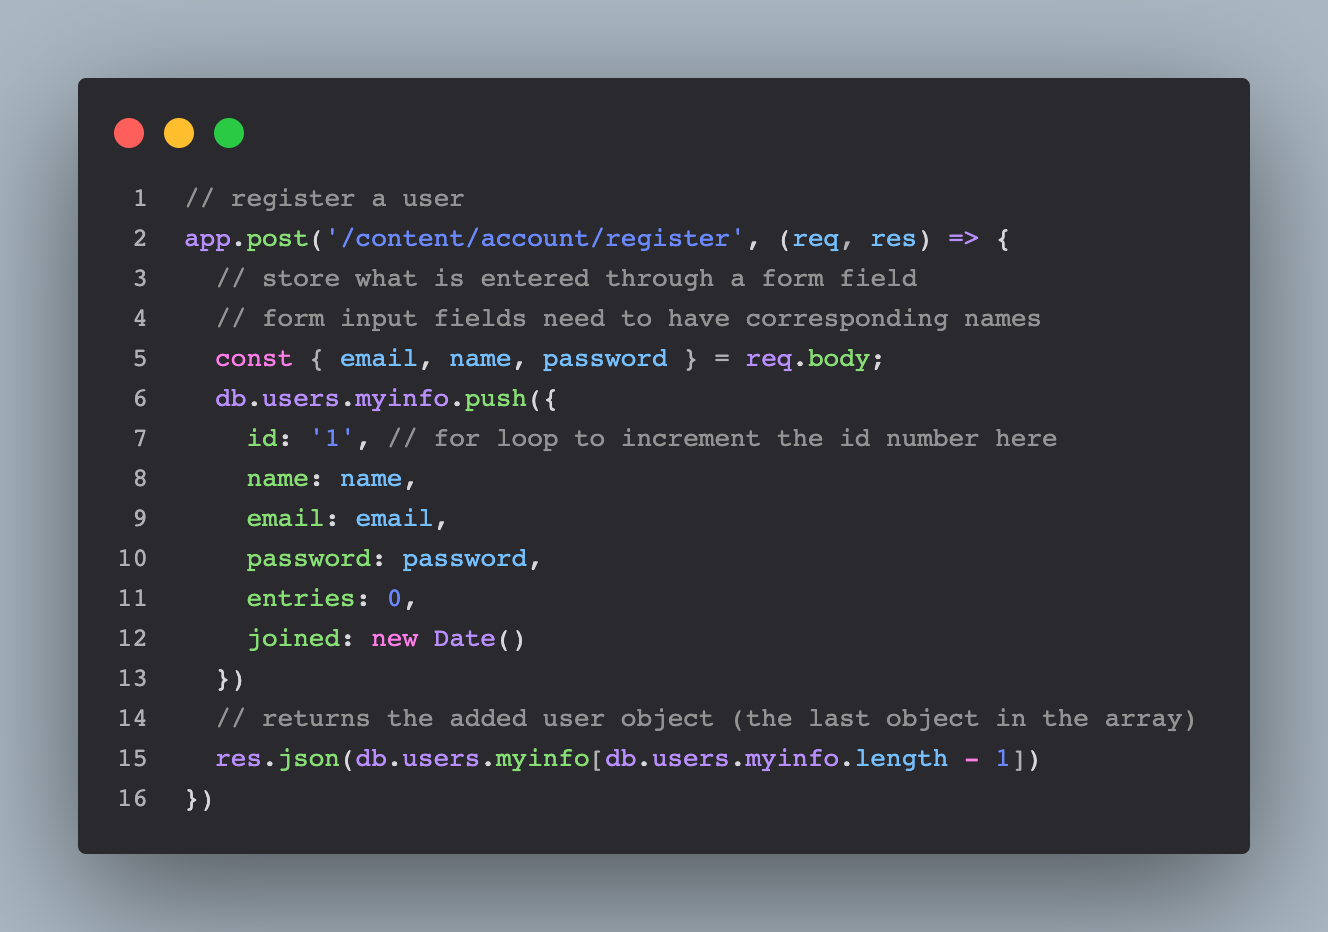 1 // register a user
2 app.post('/content/account/register', (req, res) => {
3   // store what is entered through a form field
4   // form input fields need to have corresponding names
5   const { email, name, password } = req.body;
6   db.users.myinfo.push({
7     id: '1', // for loop to increment the id number here
8     name: name,
9     email: email,
10     password: password,
11     entries: 0,
12     joined: new Date()
13   })
14   // returns the added user object (the last object in the array)
15   res.json(db.users.myinfo[db.users.myinfo.length - 1])
16 })